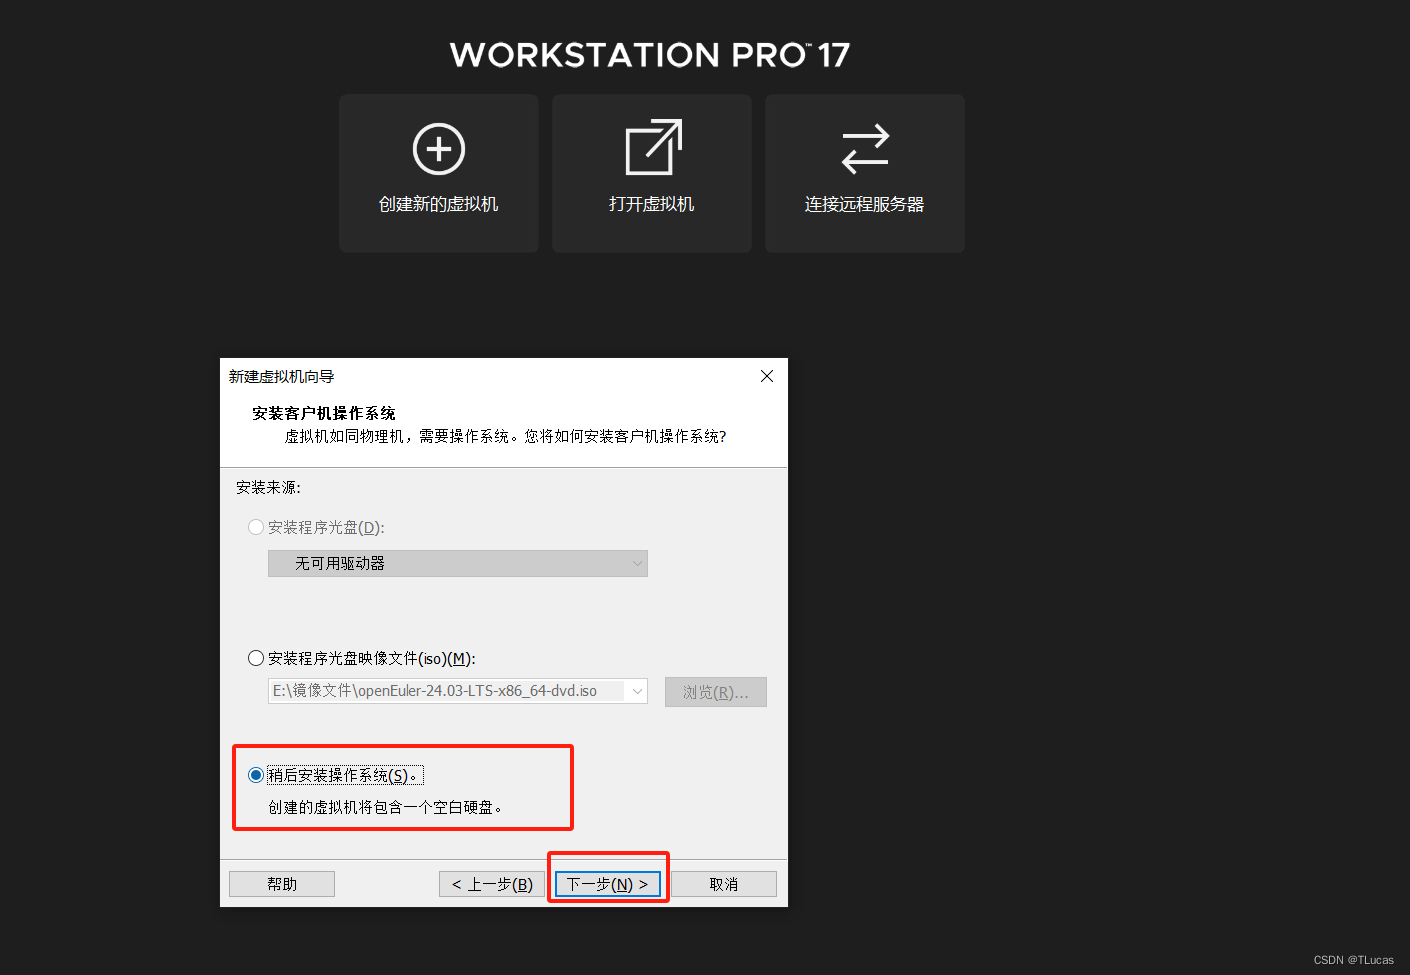 WORKSTATION PRO™ 17
创建新的虚拟机
打开虚拟机
连接远程服务器
新建虚拟机向导
安装客户机操作系统
虚拟机如同物理机，需要操作系统。您将如何安装客户机操作系统?
安装来源:
安装程序光盘(D):
无可用驱动器
安装程序光盘映像文件(iso)(M):
E:\镜像文件\openEuler-24.03-LTS-x86_64-dvd.iso
浏览(R)...
稍后安装操作系统(S)。
创建的虚拟机将包含一个空白硬盘。
帮助
< 上一步(B)
下一步(N) >
取消
CSDN @TLucas